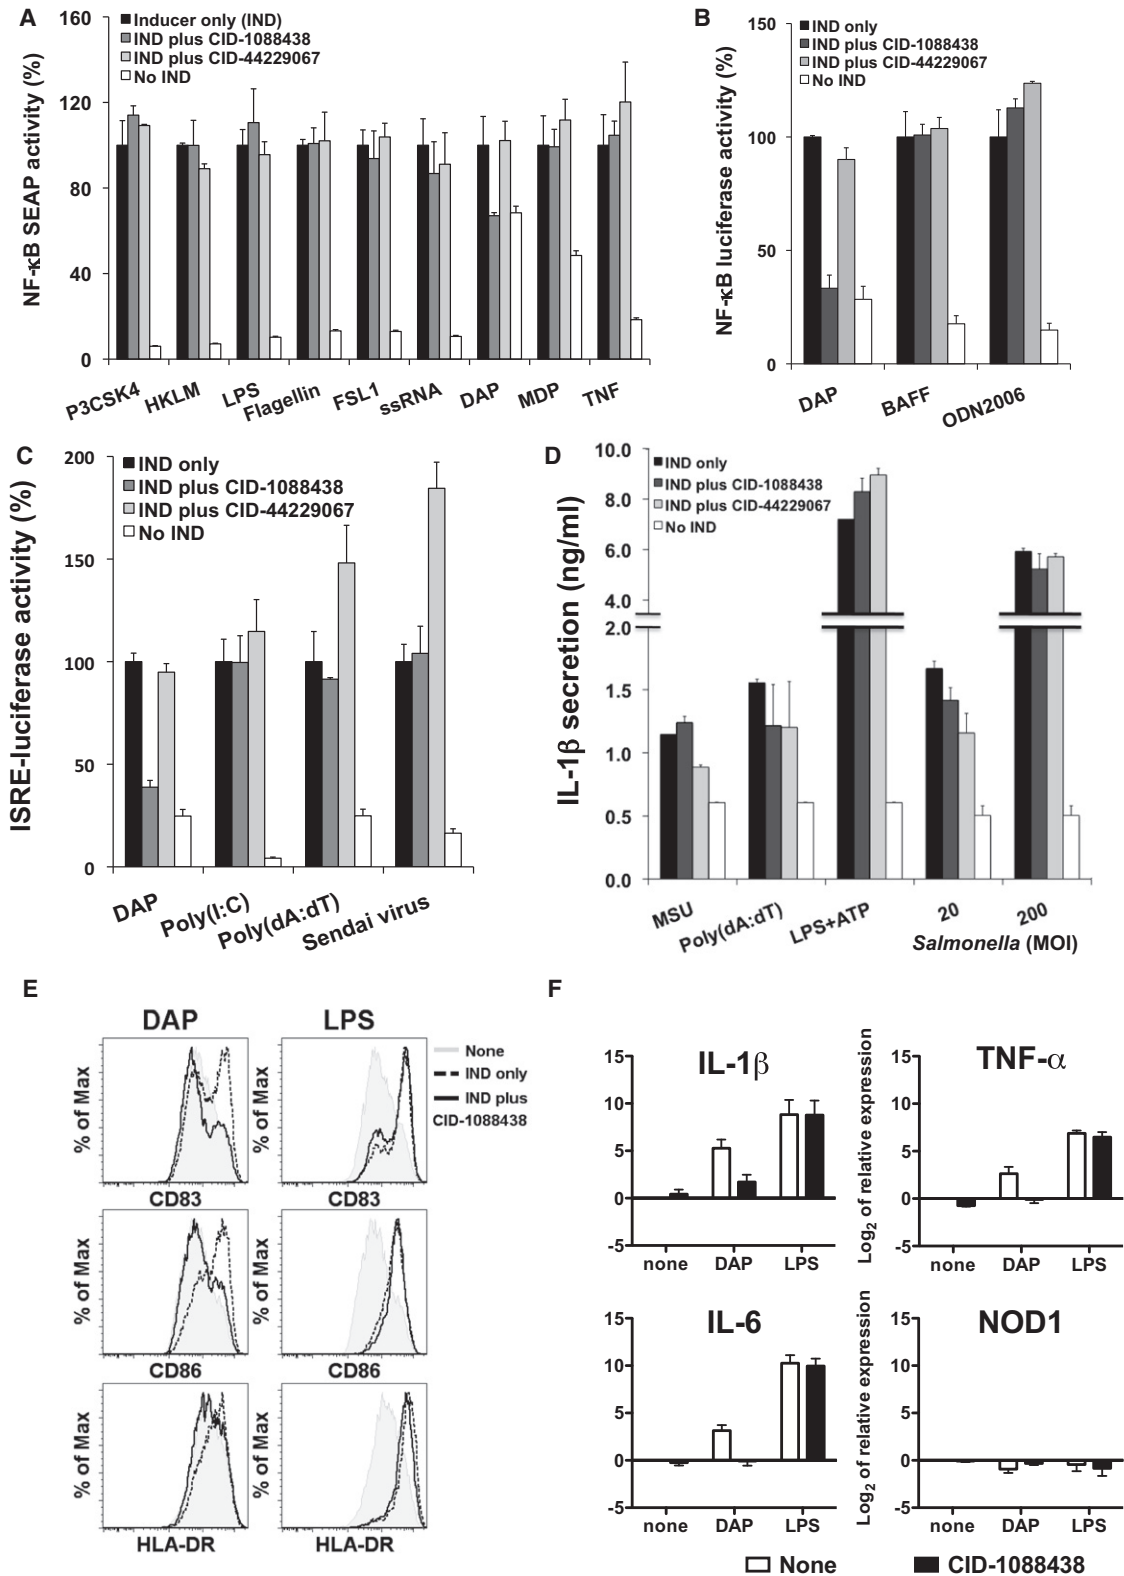 A
NF-κB SEAP activity (%)
160
120
80
40
0
Inducer only (IND)
IND plus CID-1088438
IND plus CID-44229067
No IND
P3CSK4
HKLM
LPS
Flagellin
FSL1
ssRNA
DAP
MDP
TNF
B
NF-κB luciferase activity (%)
150
100
50
0
IND only
IND plus CID-1088438
IND plus CID-44229067
No IND
DAP
BAFF
ODN2006
C
ISRE-luciferase activity (%)
200
150
100
50
0
IND only
IND plus CID-1088438
IND plus CID-44229067
No IND
DAP
Poly(I:C)
Poly(dA:dT)
Sendai virus
D
IL-1β secretion (ng/ml)
10.0
8.0
6.0
4.0
2.0
1.5
1.0
0.5
0.0
IND only
IND plus CID-1088438
IND plus CID-44229067
No IND
MSU
Poly(dA:dT)
LPS+ATP
20
200
Salmonella (MOI)
E
DAP
LPS
% of Max
% of Max
None
IND only
IND plus
CID-1088438
CD83
CD83
% of Max
% of Max
CD86
CD86
% of Max
% of Max
HLA-DR
HLA-DR
F
IL-1β
15
10
5
0
-5
none
DAP
LPS
TNF-α
Log2 of relative expression
15
10
5
0
-5
none
DAP
LPS
IL-6
15
10
5
0
-5
none
DAP
LPS
NOD1
Log2 of relative expression
15
10
5
0
-5
none
DAP
LPS
None
CID-1088438